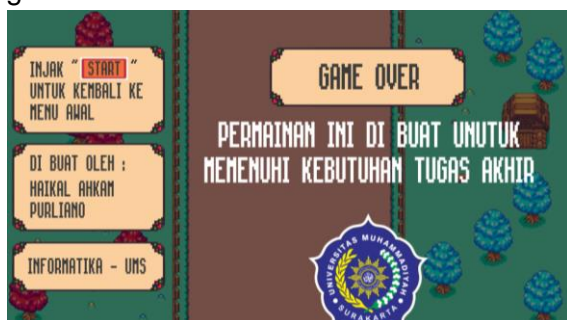 g
INJAK " START "
UNTUK KEMBALI KE
MENU AWAL
DI BUAT OLEH :
HAIKAL AHKAM
PURLIANO
INFORMATIKA - UMS
GAME OVER
PERMAINAN INI DI BUAT UNUTUK
MEMENUHI KEBUTUHAN TUGAS AKHIR
UNIVERSITAS MUHAMMADIYAH
SURAKARTA